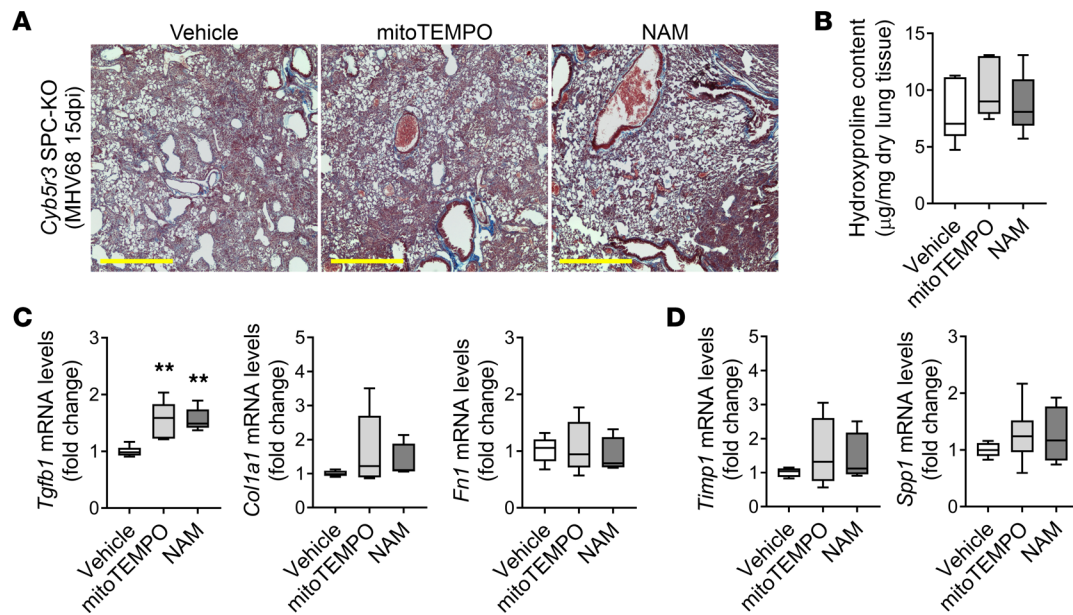 A
Vehicle
mitoTEMPO
NAM
Cyb5r3 SPC-KO
(MHV68 15dpi)
B
Hydroxyproline content
(µg/mg dry lung tissue)
15
10
5
0
Vehicle
mitoTEMPO
NAM
C
Tgfb1 mRNA levels
(fold change)
3
2
1
0
** **
Vehicle
mitoTEMPO
NAM
Col1a1 mRNA levels
(fold change)
5
4
3
2
1
0
Vehicle
mitoTEMPO
NAM
Fn1 mRNA levels
(fold change)
3
2
1
0
Vehicle
mitoTEMPO
NAM
D
Timp1 mRNA levels
(fold change)
5
4
3
2
1
0
Vehicle
mitoTEMPO
NAM
Spp1 mRNA levels
(fold change)
3
2
1
0
Vehicle
mitoTEMPO
NAM